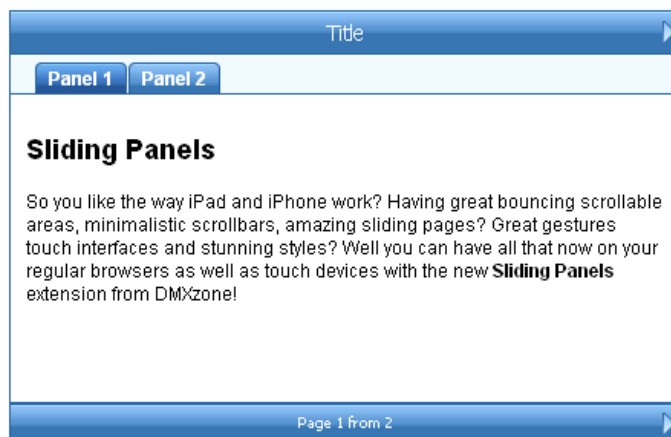 Title
Panel 1 Panel 2
Sliding Panels
So you like the way iPad and iPhone work? Having great bouncing scrollable
areas, minimalistic scrollbars, amazing sliding pages? Great gestures
touch interfaces and stunning styles? Well you can have all that now on your
regular browsers as well as touch devices with the new Sliding Panels
extension from DMXzone!
Page 1 from 2